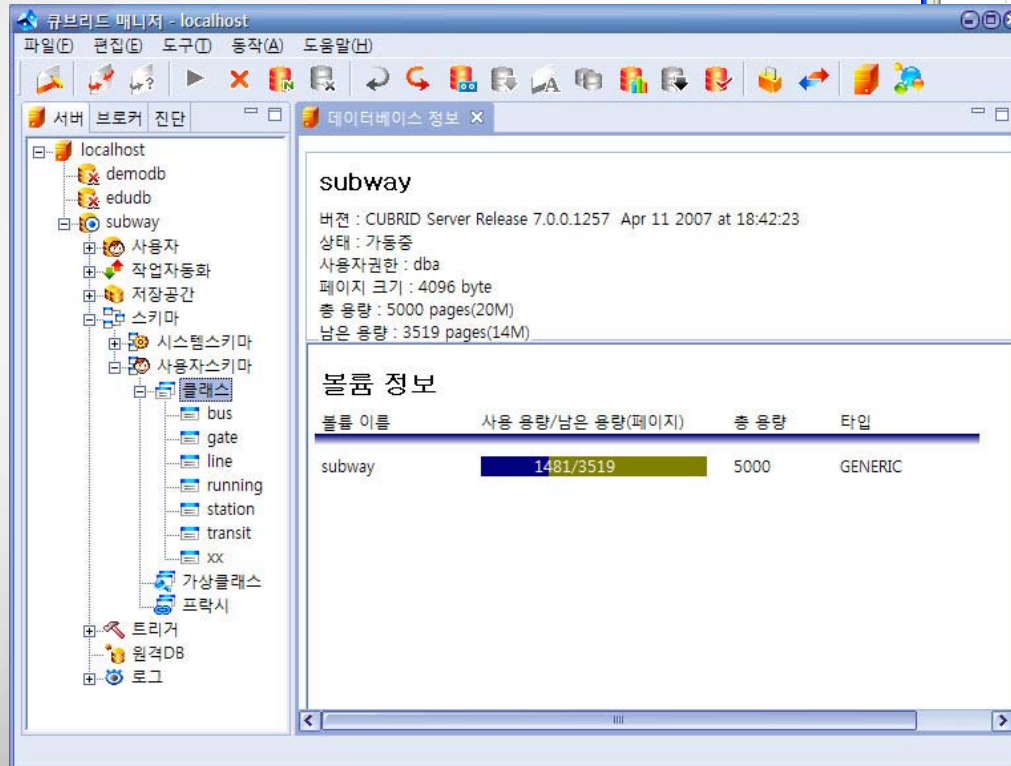 큐브리드 매니저 - localhost
파일(F) 편집(E) 도구(T) 동작(A) 도움말(H)
서버 브로커 진단
localhost
demodb
edudb
subway
사용자
작업자동화
저장공간
스키마
시스템스키마
사용자스키마
클래스
bus
gate
line
running
station
transit
xx
가상클래스
프락시
트리거
원격DB
로그
데이터베이스 정보
subway
버젼 : CUBRID Server Release 7.0.0.1257 Apr 11 2007 at 18:42:23
상태 : 가동중
사용자권한 : dba
페이지 크기 : 4096 byte
총 용량 : 5000 pages(20M)
남은 용량 : 3519 pages(14M)
볼륨 정보
볼륨 이름 사용 용량/남은 용량(페이지) 총 용량 타입
subway 1481/3519 5000 GENERIC